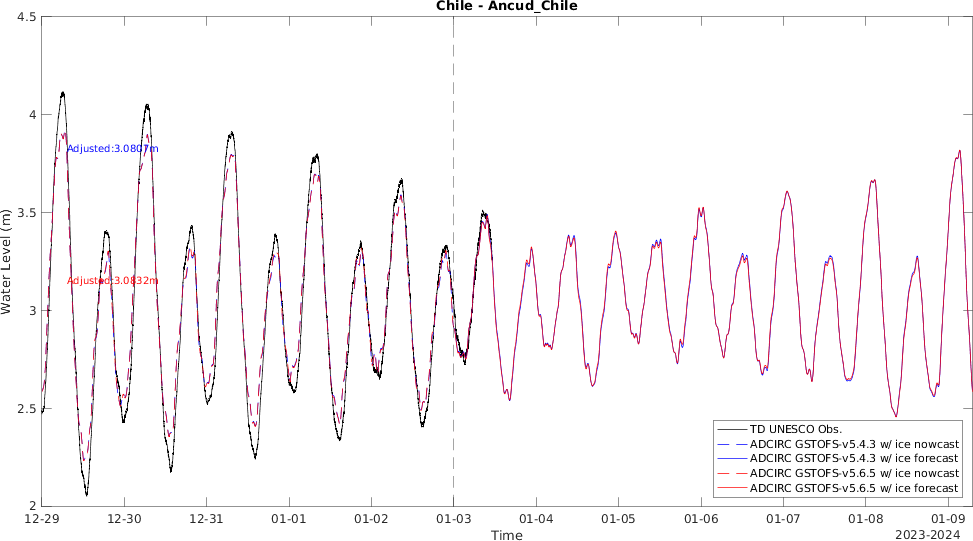 Chile - Ancud_Chile
Water Level (m)
4.5
4
3.5
3
2.5
2
Adjusted:3.0807m
Adjusted:3.0832m
TD UNESCO Obs.
ADCIRC GSTOFS-v5.4.3 w/ ice nowcast
ADCIRC GSTOFS-v5.4.3 w/ ice forecast
ADCIRC GSTOFS-v5.6.5 w/ ice nowcast
ADCIRC GSTOFS-v5.6.5 w/ ice forecast
12-29 12-30 12-31 01-01 01-02 01-03 01-04 01-05 01-06 01-07 01-08 01-09
Time
2023-2024